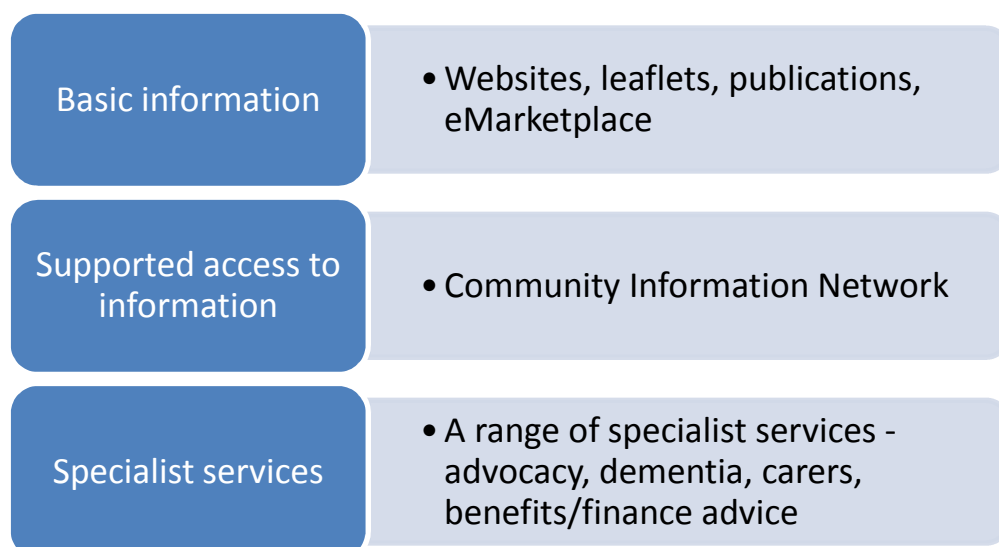 Basic information
• Websites, leaflets, publications,
eMarketplace
Supported access to
information
• Community Information Network
Specialist services
• A range of specialist services -
advocacy, dementia, carers,
benefits/finance advice